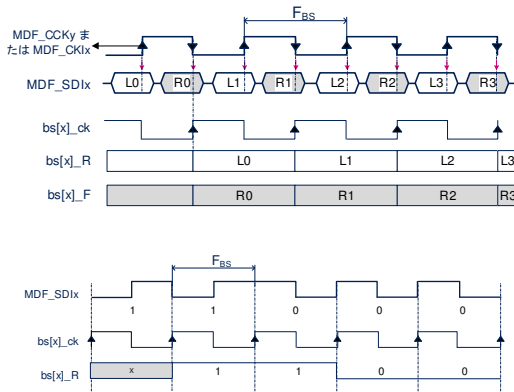 F_BS
MDF_CCKy ま
たは MDF_CKIx
MDF_SDIx L0 R0 L1 R1 L2 R2 L3 R3
bs[x]_ck
bs[x]_R L0 L1 L2 L3
bs[x]_F R0 R1 R2 R3
F_BS
MDF_SDIx
1 1 0 0 0
bs[x]_ck
bs[x]_R x 1 1 0 0